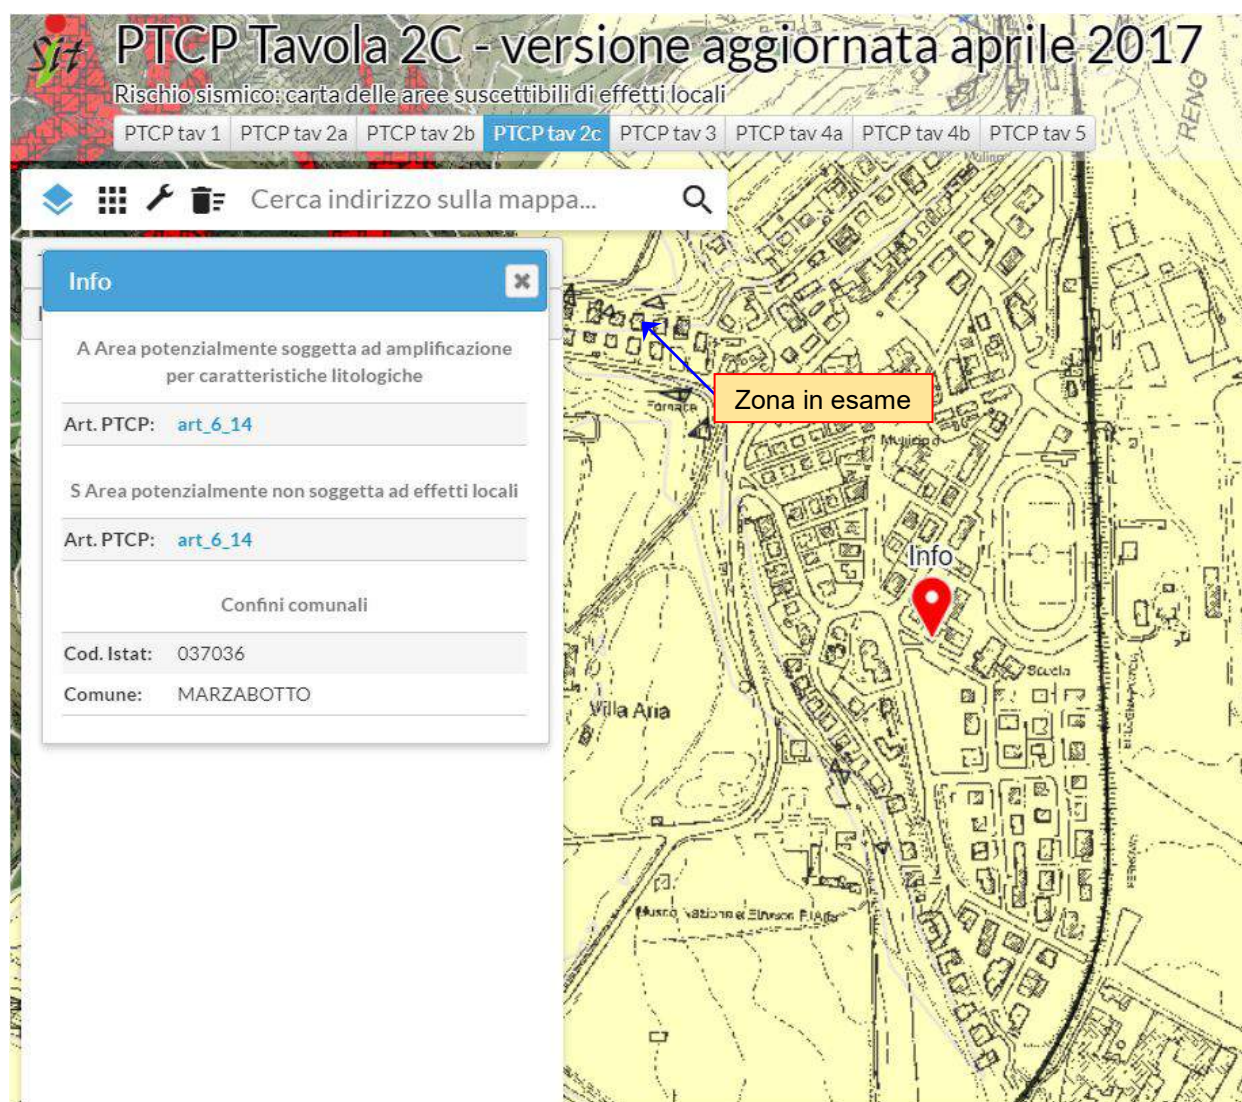 Sit
PTCP Tavola 2C - versione aggiornata aprile 2017
Rischio sismico: carta delle aree suscettibili di effetti locali
PTCP tav 1 PTCP tav 2a PTCP tav 2b PTCP tav 2c PTCP tav 3 PTCP tav 4a PTCP tav 4b PTCP tav 5
RENO
Mulino
Cerca indirizzo sulla mappa...
Info
A Area potenzialmente soggetta ad amplificazione
per caratteristiche litologiche
Art. PTCP: art_6_14
S Area potenzialmente non soggetta ad effetti locali
Art. PTCP: art_6_14
Confini comunali
Cod. Istat: 037036
Comune: MARZABOTTO
Zona in esame
Info
Scuola
Villa Aria